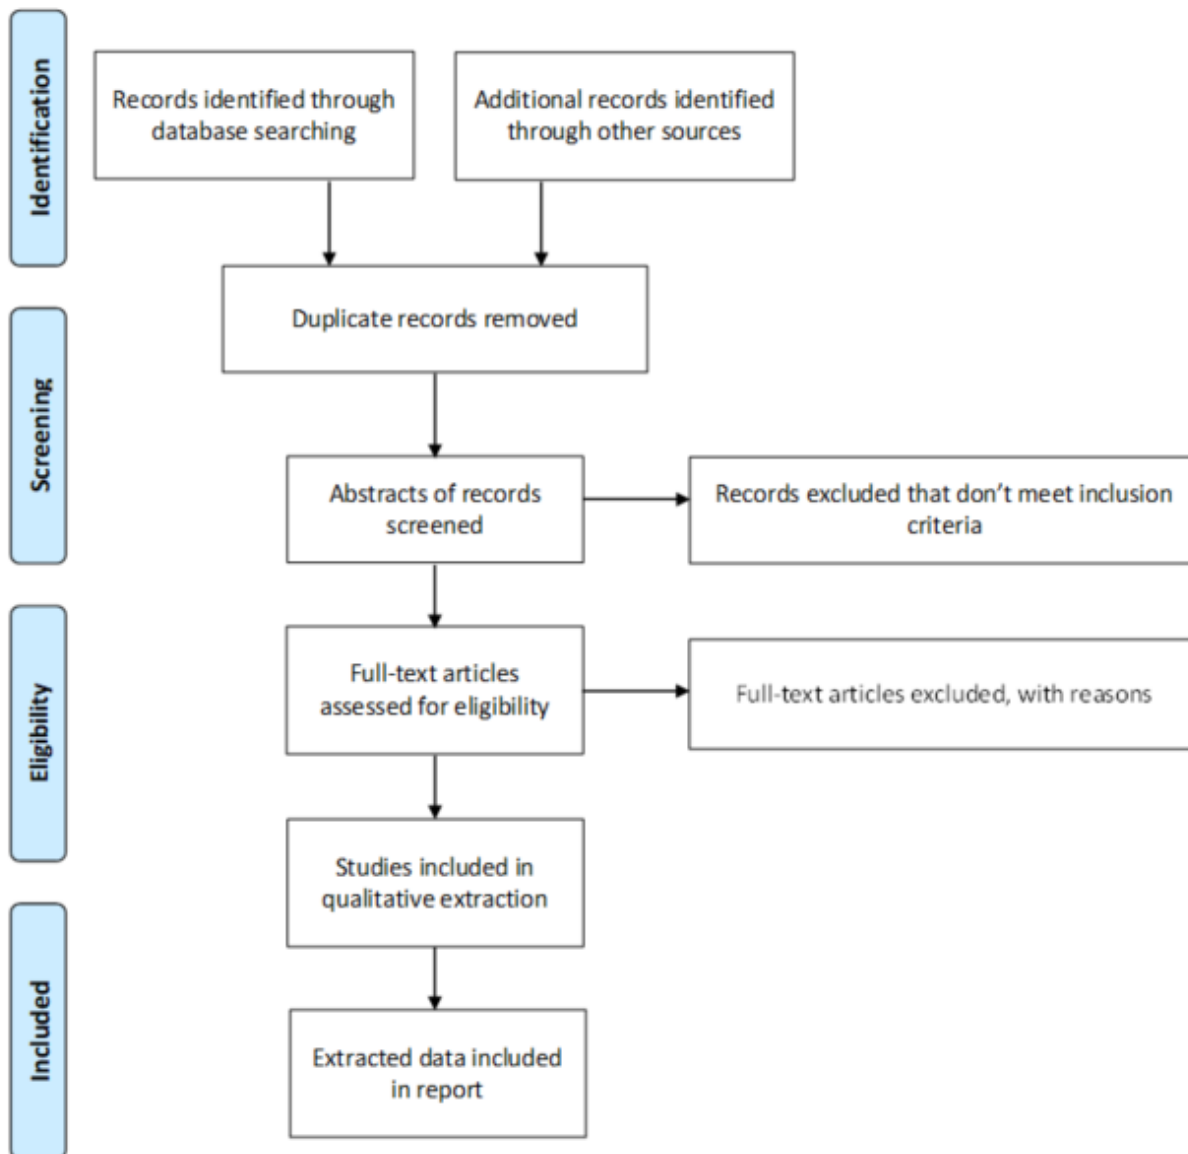 Identification
Records identified through
database searching
Additional records identified
through other sources
Duplicate records removed
Screening
Abstracts of records
screened
Records excluded that don't meet inclusion
criteria
Eligibility
Full-text articles
assessed for eligibility
Full-text articles excluded, with reasons
Studies included in
qualitative extraction
Included
Extracted data included
in report